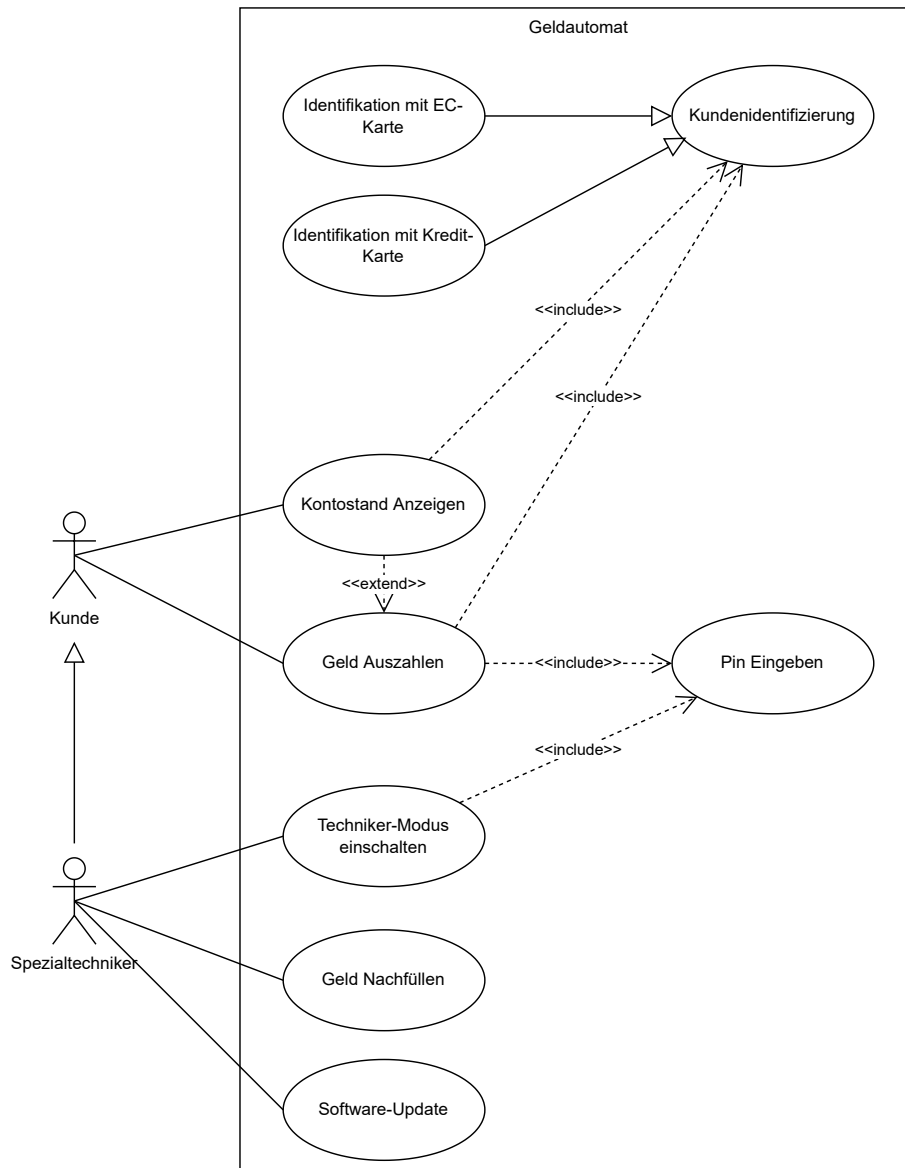 Geldautomat
Identifikation mit EC-
Karte
Kundenidentifizierung
Identifikation mit Kredit-
Karte
<<include>>
<<include>>
Kontostand Anzeigen
<<extend>>
Kunde
Geld Auszahlen
<<include>>
Pin Eingeben
<<include>>
Techniker-Modus
einschalten
Spezialtechniker
Geld Nachfüllen
Software-Update